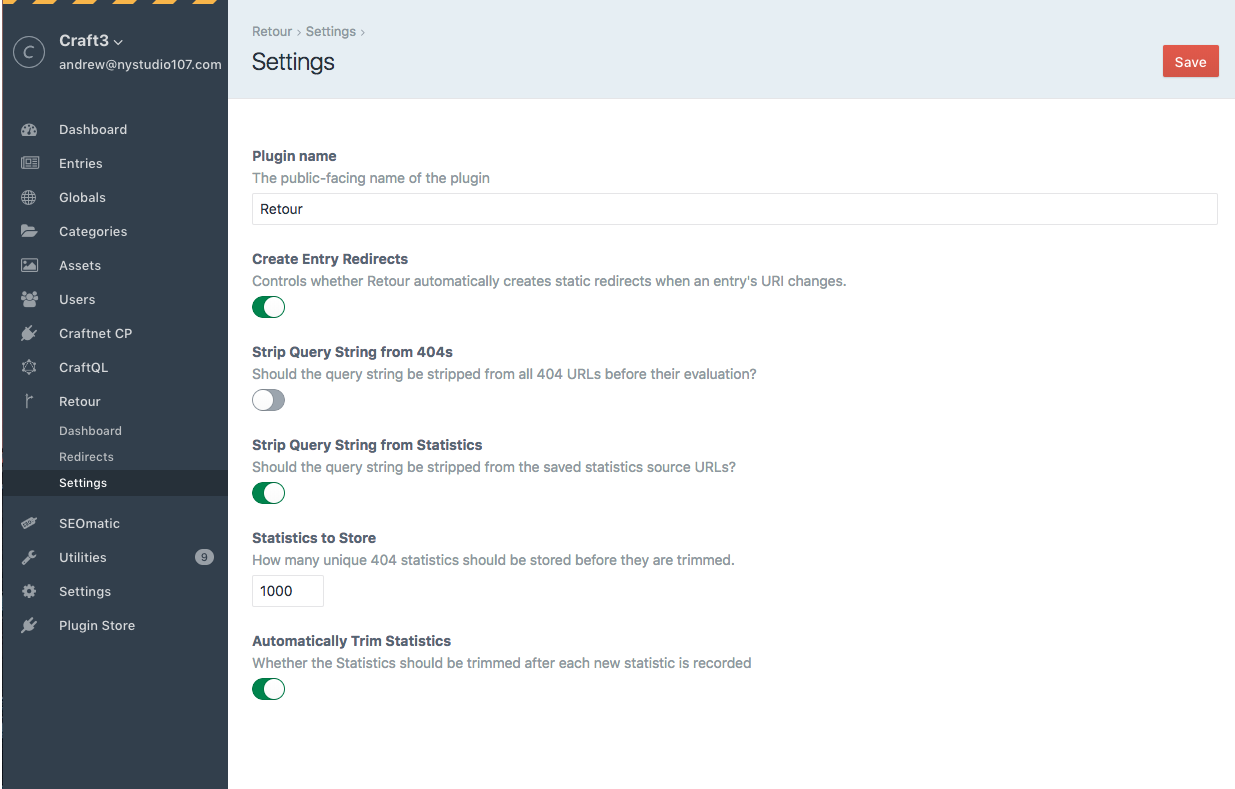 C
Craft3
andrew@nystudio107.com
Dashboard
Entries
Globals
Categories
Assets
Users
Craftnet CP
CraftQL
Retour
Dashboard
Redirects
Settings
SEOmatic
Utilities 9
Settings
Plugin Store
Retour › Settings ›
Settings
Save
Plugin name
The public-facing name of the plugin
Retour
Create Entry Redirects
Controls whether Retour automatically creates static redirects when an entry's URI changes.
Strip Query String from 404s
Should the query string be stripped from all 404 URLs before their evaluation?
Strip Query String from Statistics
Should the query string be stripped from the saved statistics source URLs?
Statistics to Store
How many unique 404 statistics should be stored before they are trimmed.
1000
Automatically Trim Statistics
Whether the Statistics should be trimmed after each new statistic is recorded